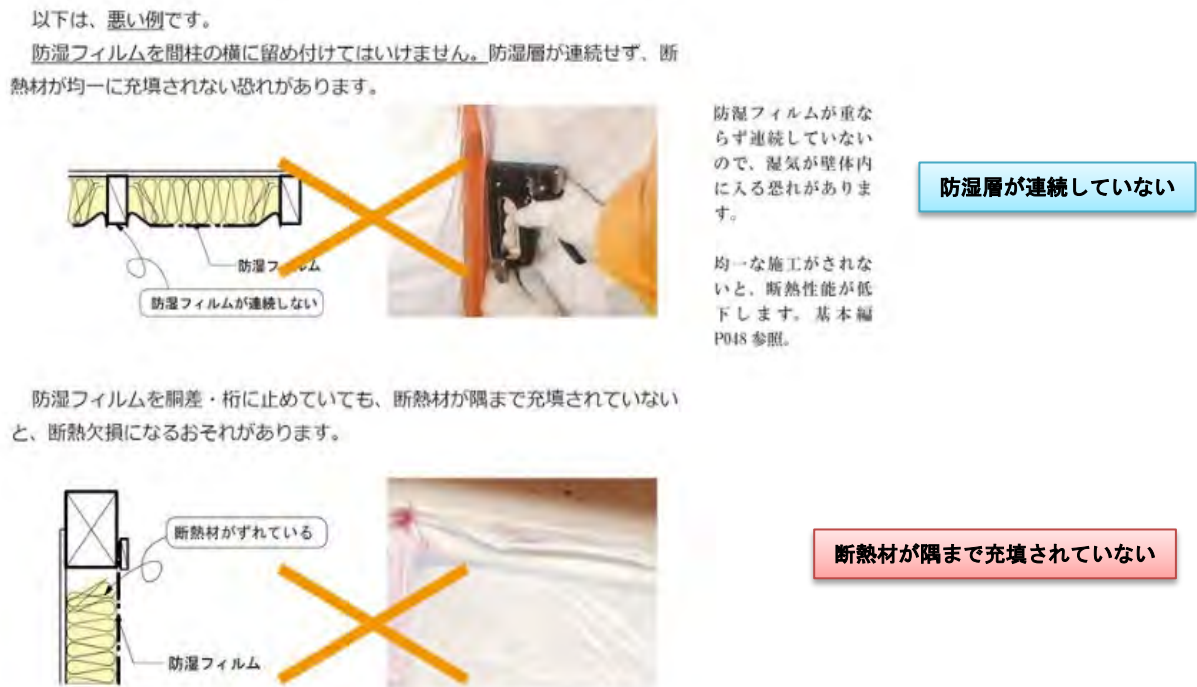 以下は、悪い例です。
防湿フィルムを間柱の横に留め付けてはいけません。防湿層が連続せず、断
熱材が均一に充填されない恐れがあります。
防湿フィルムが重な
らず連続していない
ので、湿気が壁体内
に入る恐れがありま
す。
均一な施工がされな
いと、断熱性能が低
下します。基本編
P048 参照。
防湿層が連続していない
防湿フィルム
防湿フィルムが連続しない
防湿フィルムを胴差・桁に止めていても、断熱材が隅まで充填されていない
と、断熱欠損になるおそれがあります。
断熱材がずれている
防湿フィルム
断熱材が隅まで充填されていない